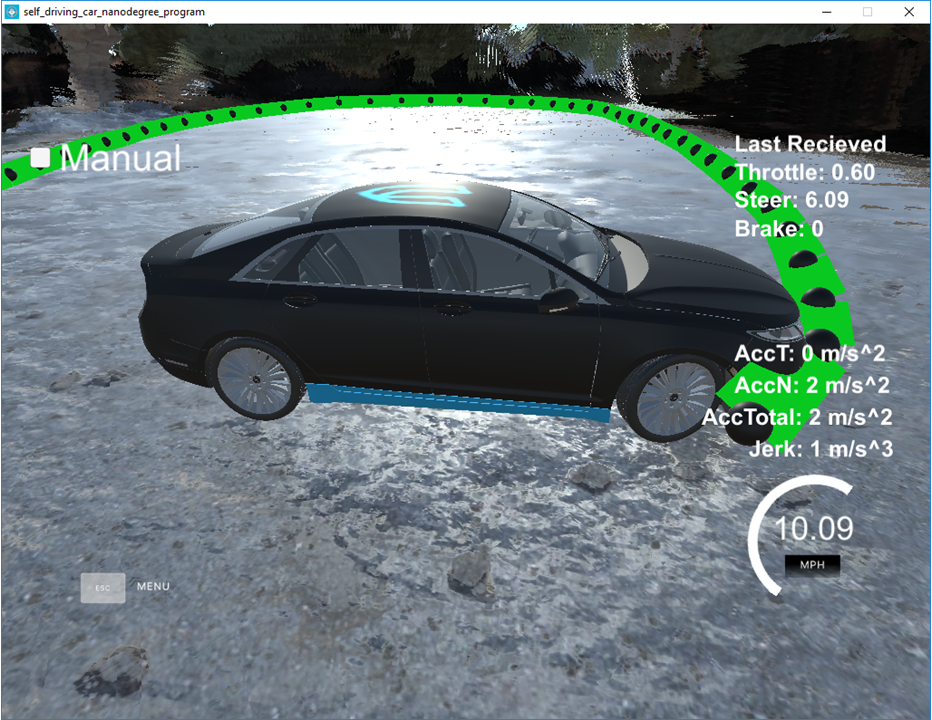 self_driving_car_nanodegree_program
Manual
Last Recieved
Throttle: 0.60
Steer: 6.09
Brake: 0
AccT: 0 m/s^2
AccN: 2 m/s^2
AccTotal: 2 m/s^2
Jerk: 1 m/s^3
10.09
MPH
ESC
MENU